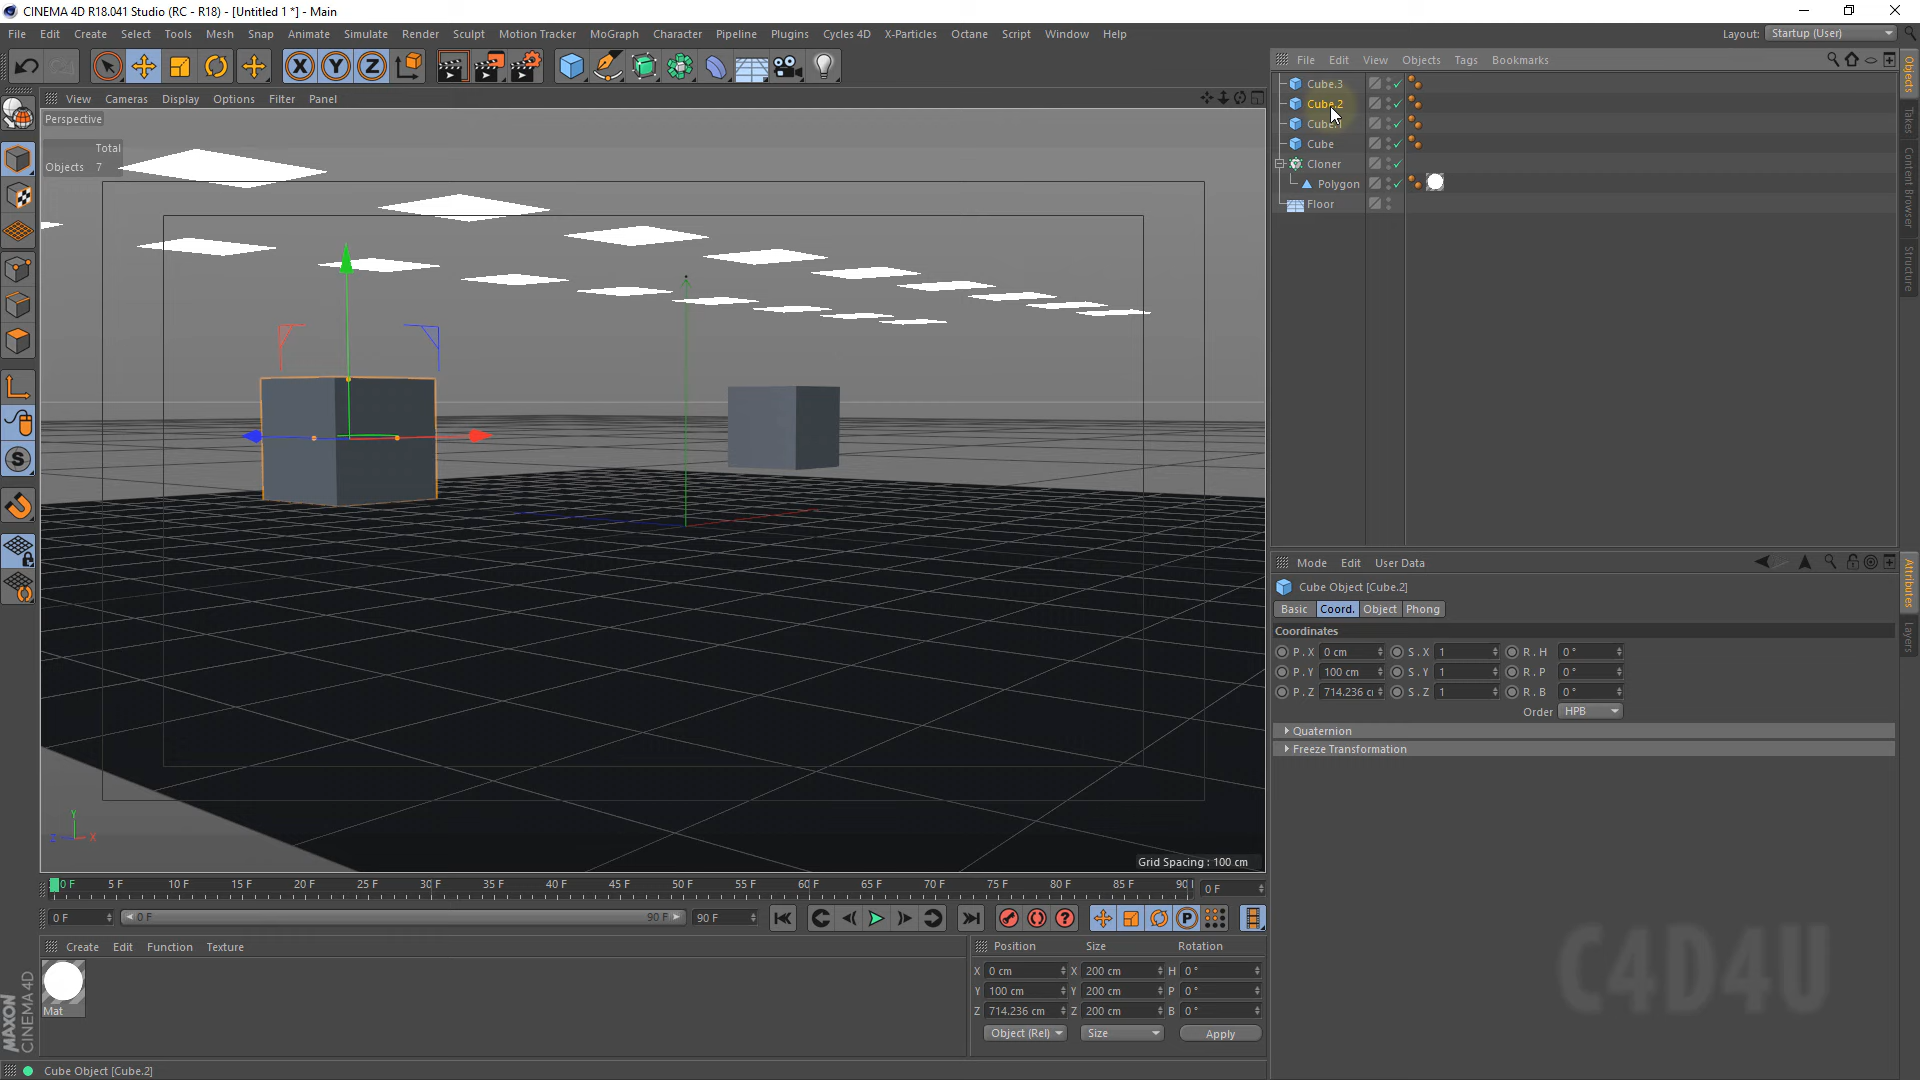 CINEMA 4D R18.041 Studio (RC - R18) - [Untitled 1 *] - Main
File Edit Create Select Tools Mesh Snap Animate Simulate Render Sculpt Motion Tracker MoGraph Character Pipeline Plugins Cycles 4D X-Particles Octane Script Window Help
Layout: Startup (User)
File Edit View Objects Tags Bookmarks
View Cameras Display Options Filter Panel
Perspective
Total
Objects 7
Cube.3
Cube.2
Cube.1
Cube
Cloner
Polygon
Floor
Objects
Takes
Content Browser
Structure
Mode Edit User Data
Cube Object [Cube.2]
Basic Coord. Object Phong
Coordinates
P . X 0 cm S . X 1 R . H 0 °
P . Y 100 cm S . Y 1 R . P 0 °
P . Z 714.236 c S . Z 1 R . B 0 °
Order HPB
Quaternion
Freeze Transformation
Attributes
Layers
Y
Z X
Grid Spacing : 100 cm
0 F 5 F 10 F 15 F 20 F 25 F 30 F 35 F 40 F 45 F 50 F 55 F 60 F 65 F 70 F 75 F 80 F 85 F 90 0 F
0 F 0 F 90 F 90 F
Create Edit Function Texture
Mat
Position Size Rotation
X 0 cm X 200 cm H 0 °
Y 100 cm Y 200 cm P 0 °
Z 714.236 cm Z 200 cm B 0 °
Object (Rel) Size Apply
MAXON
CINEMA 4D
Cube Object [Cube.2]
C4D4U